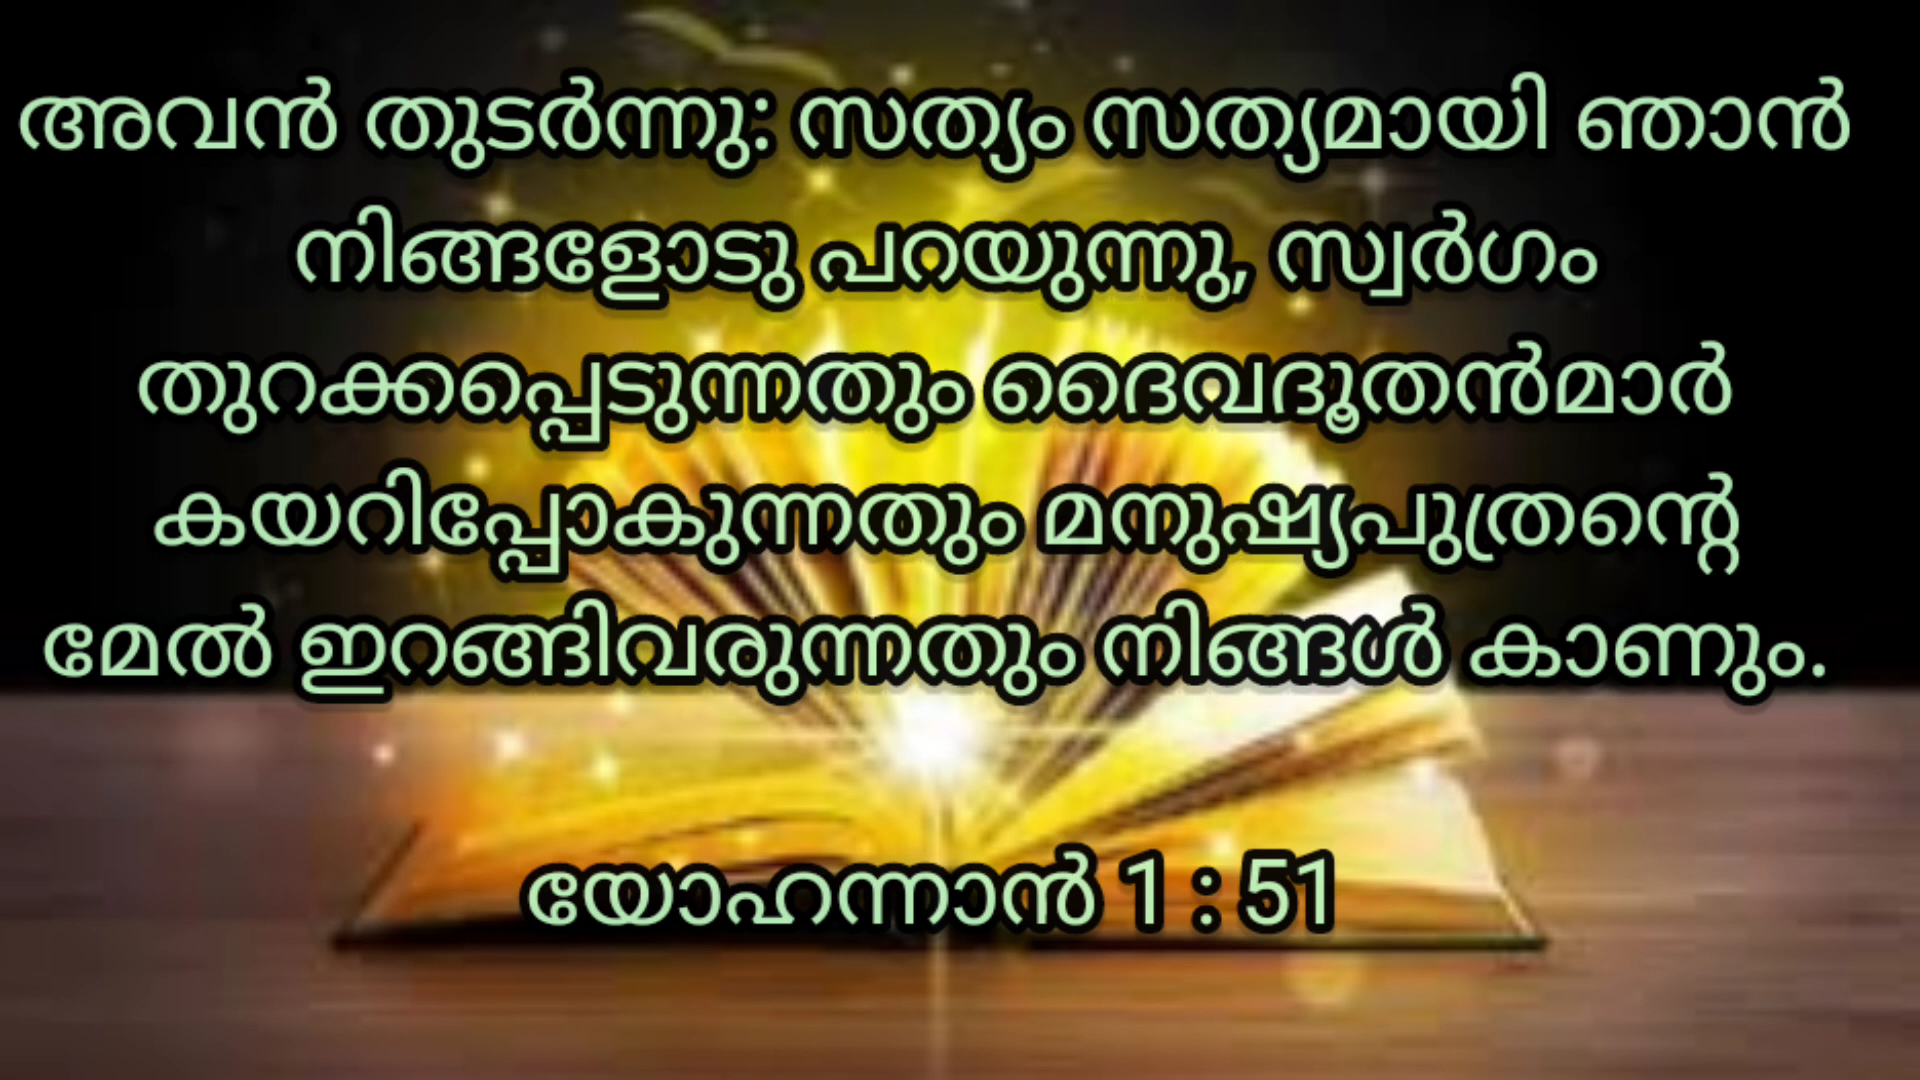 അവൻ തുടർന്നു: സത്യം സത്യമായി ഞാൻ
നിങ്ങളോടു പറയുന്നു, സ്വർഗം
തുറക്കപ്പെടുന്നതും ദൈവദൂതൻമാർ
കയറിപ്പോകുന്നതും മനുഷ്യപുത്രന്റെ
മേൽ ഇറങ്ങിവരുന്നതും നിങ്ങൾ കാണും.
യോഹന്നാൻ 1 : 51